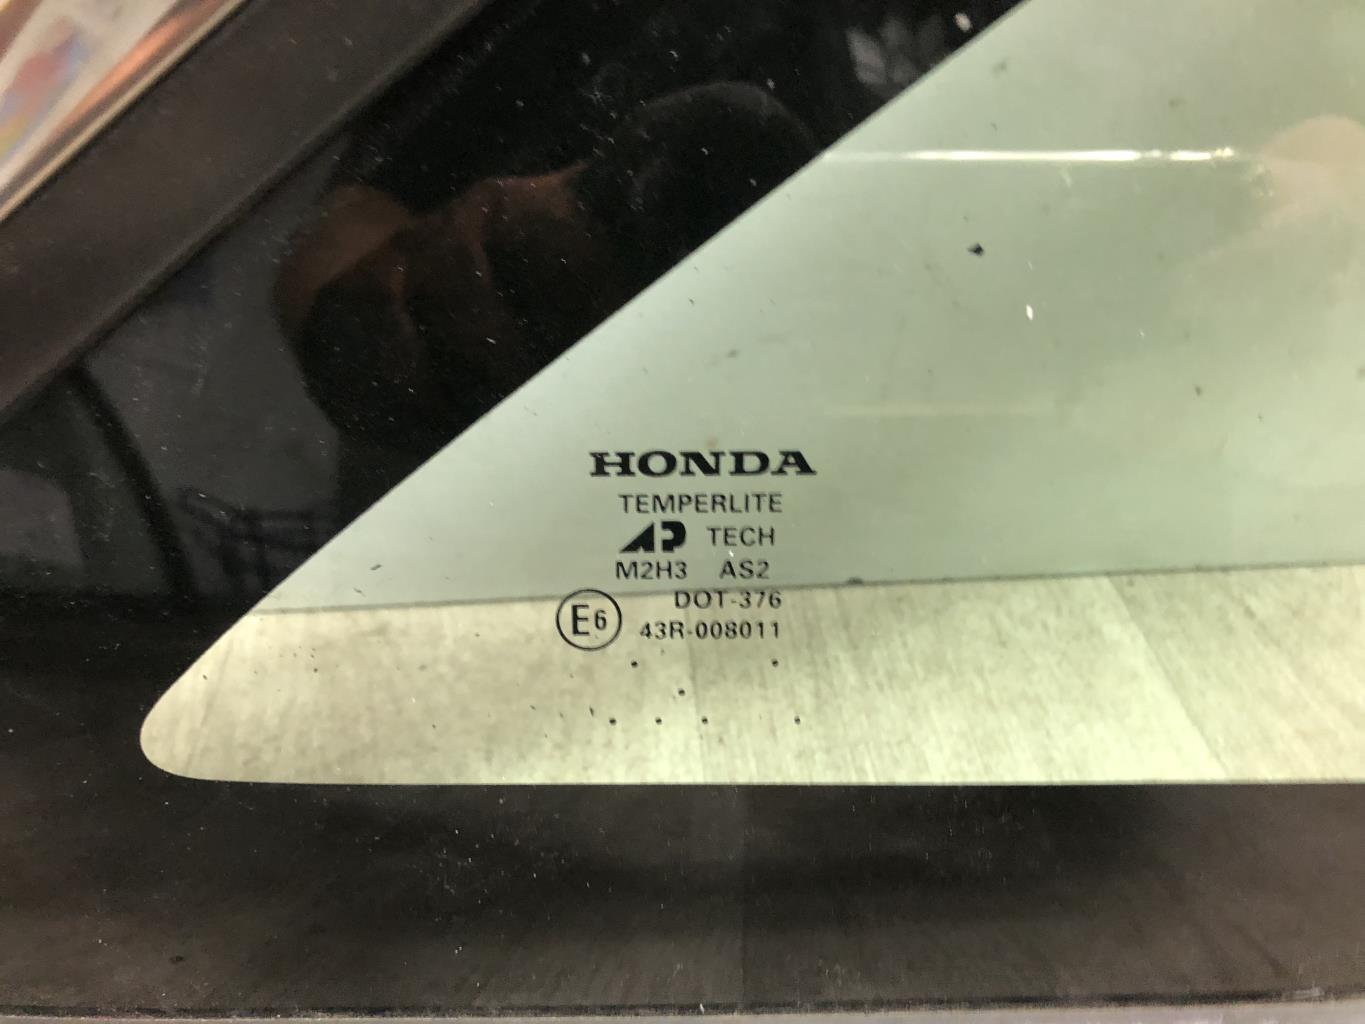 HONDA
TEMPERLITE
AP TECH
M2H3 AS2
DOT-376
E6 43R-008011